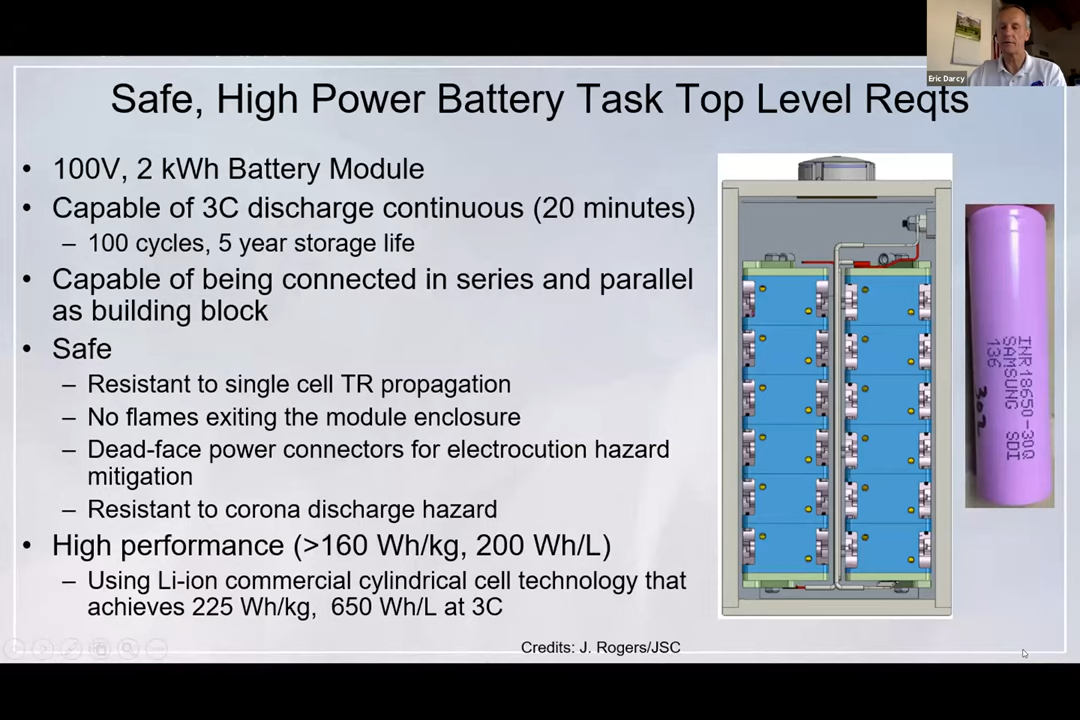 Eric Darcy
Safe, High Power Battery Task Top Level Reqts
• 100V, 2 kWh Battery Module
• Capable of 3C discharge continuous (20 minutes)
– 100 cycles, 5 year storage life
• Capable of being connected in series and parallel
as building block
• Safe
– Resistant to single cell TR propagation
– No flames exiting the module enclosure
– Dead-face power connectors for electrocution hazard
mitigation
– Resistant to corona discharge hazard
• High performance (>160 Wh/kg, 200 Wh/L)
– Using Li-ion commercial cylindrical cell technology that
achieves 225 Wh/kg, 650 Wh/L at 3C
INR18650-30Q
SAMSUNG SDI
136
307
Credits: J. Rogers/JSC